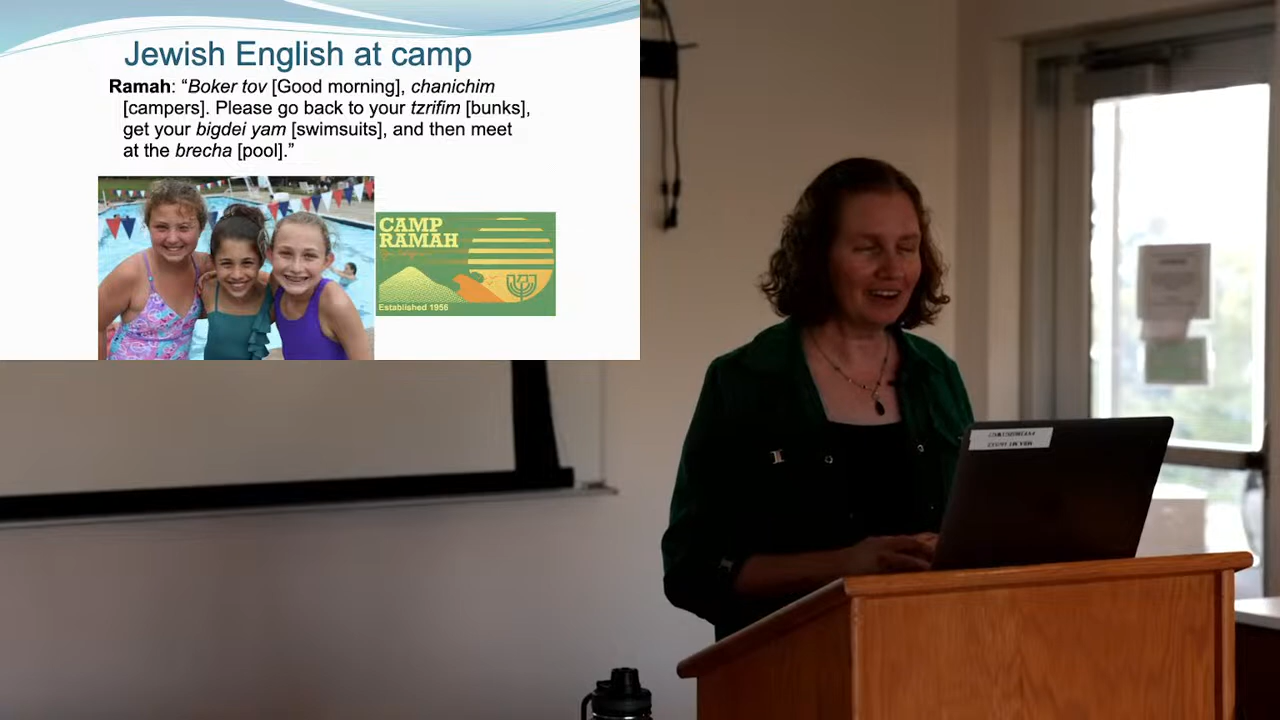 Jewish English at camp
Ramah: “Boker tov [Good morning], chanichim
[campers]. Please go back to your tzrifim [bunks],
get your bigdei yam [swimsuits], and then meet
at the brecha [pool].”
CAMP
RAMAH
Established 1956